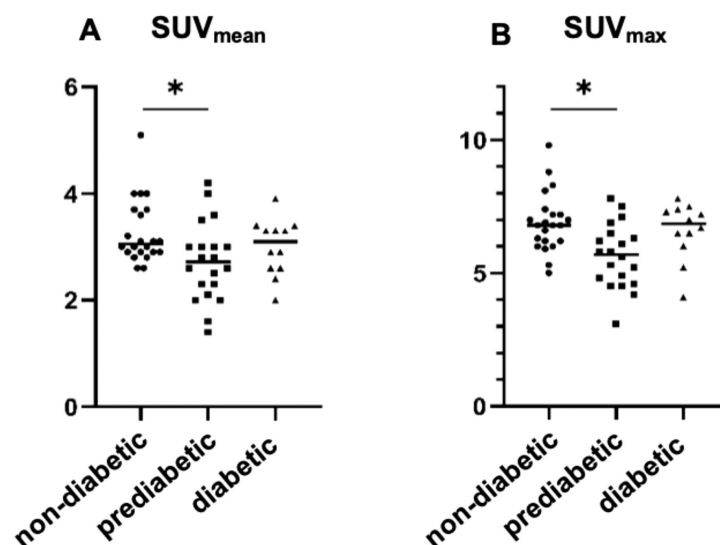 A SUVmean
6
*
4
2
0
non-diabetic
prediabetic
diabetic
B SUVmax
*
10
5
0
non-diabetic
prediabetic
diabetic